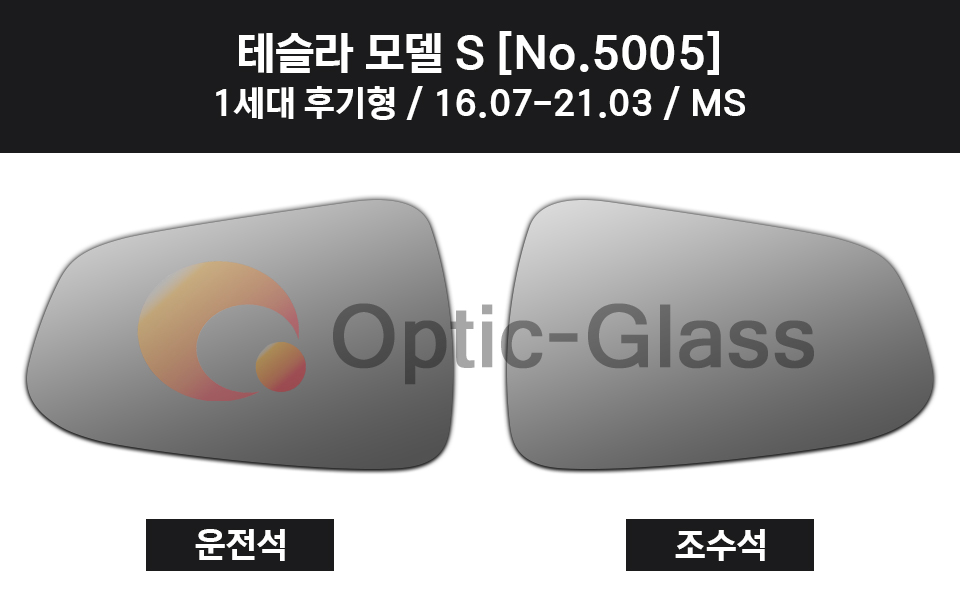 테슬라 모델 S [No.5005]
1세대 후기형 / 16.07-21.03 / MS
Optic-Glass
운전석
조수석